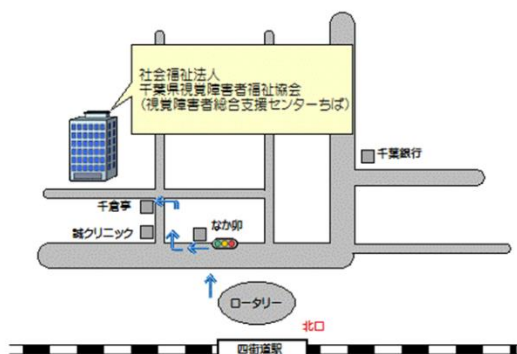 社会福祉法人
千葉県視覚障害者福祉協会
(視覚障害者総合支援センターちば)
千葉銀行
千倉亭
なか卯
誠クリニック
ロータリー
北口
四街道駅